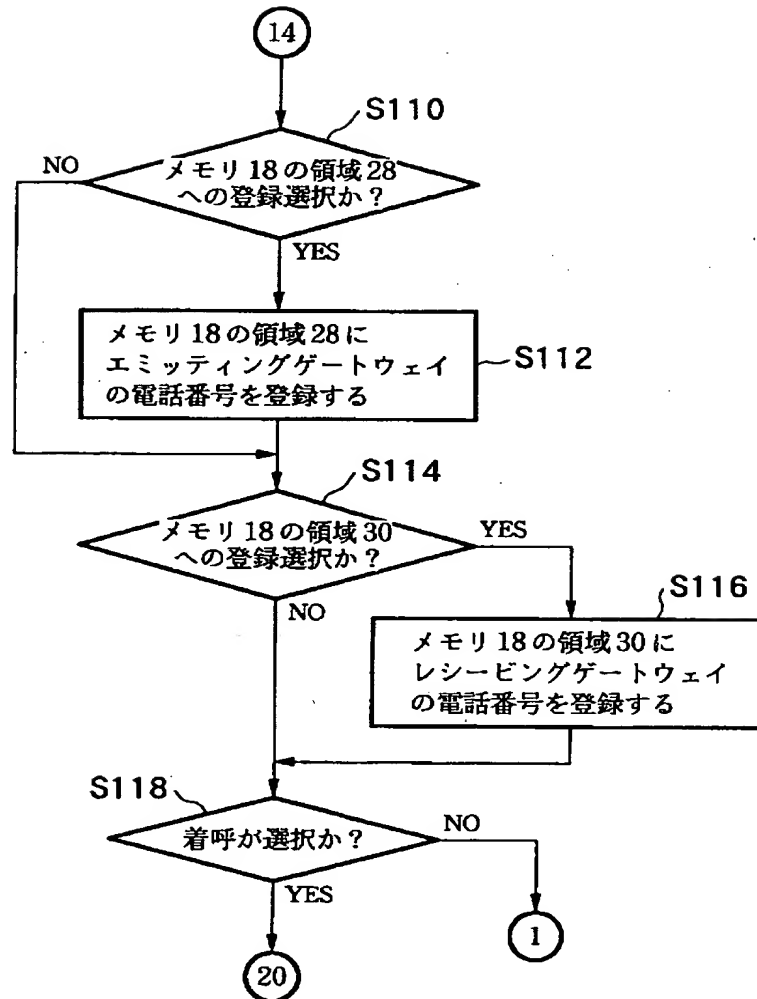 14
S110
NO
メモリ18の領域28
への登録選択か？
YES
メモリ18の領域28に
エミッティングゲートウェイ
の電話番号を登録する
S112
S114
メモリ18の領域30
への登録選択か？
YES
NO
S116
メモリ18の領域30に
レシービングゲートウェイ
の電話番号を登録する
S118
着呼が選択か？
NO
YES
1
20